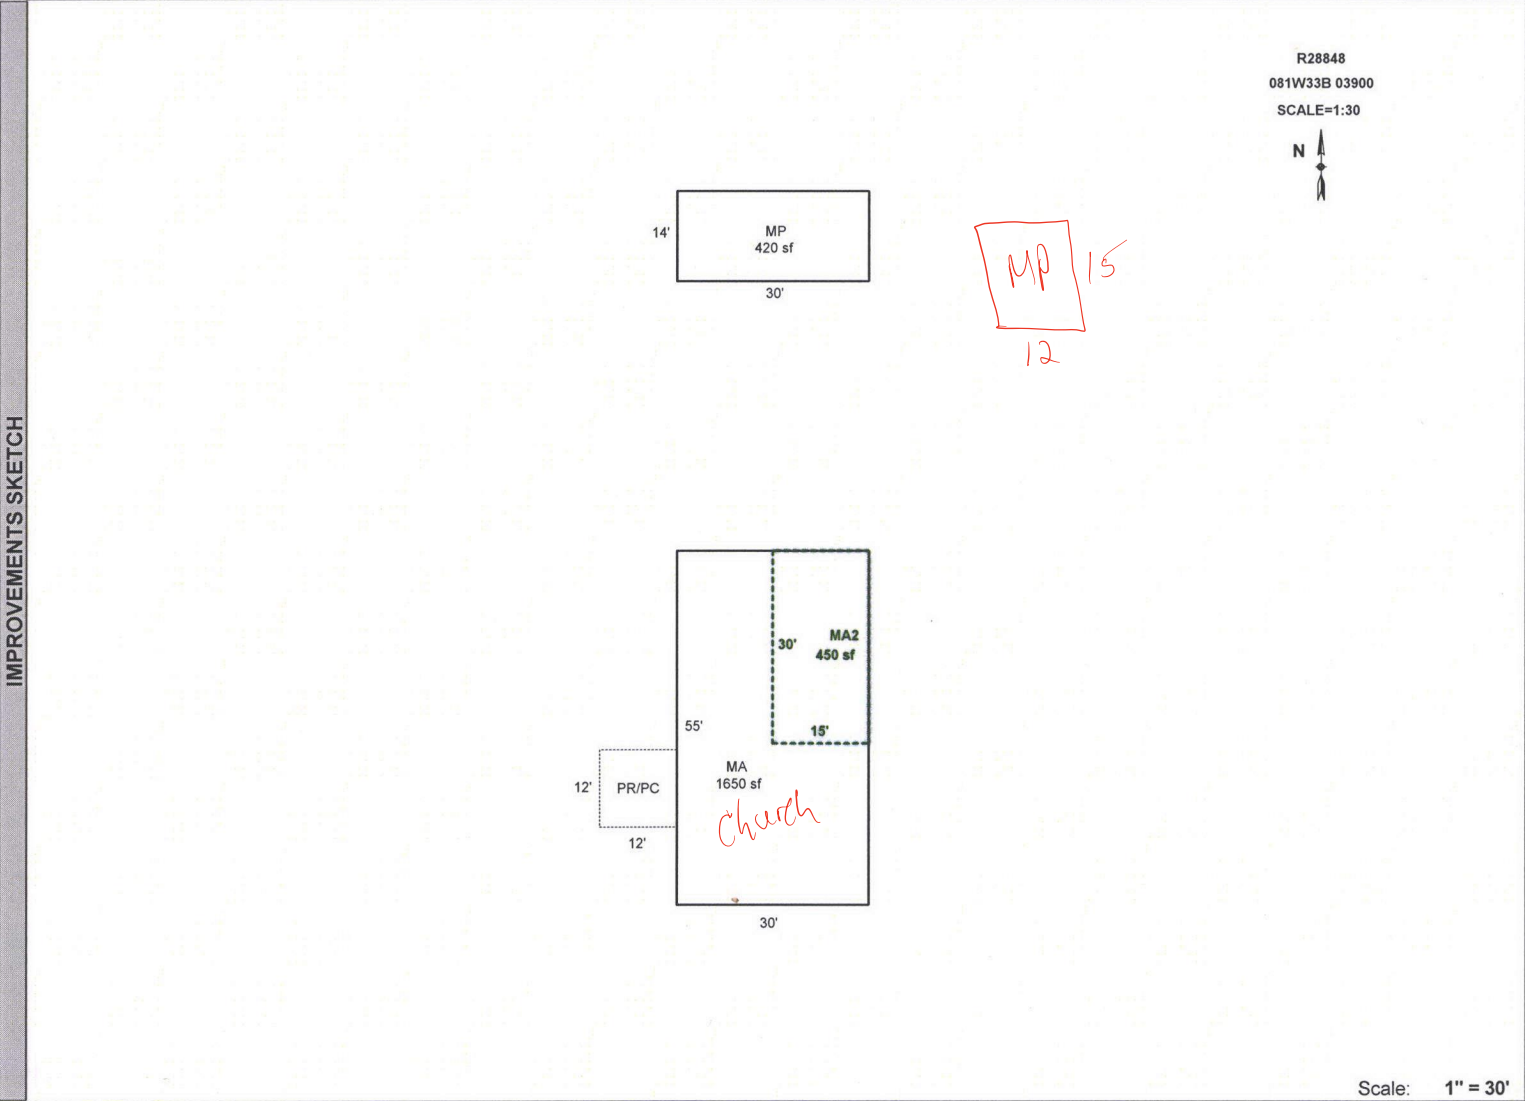 IMPROVEMENTS SKETCH
R28848
081W33B 03900
SCALE=1:30
N
14'
MP
420 sf
30'
MP
15
12
30'
MA2
450 sf
15'
55'
MA
1650 sf
Church
12'
PR/PC
12'
30'
Scale: 1" = 30'